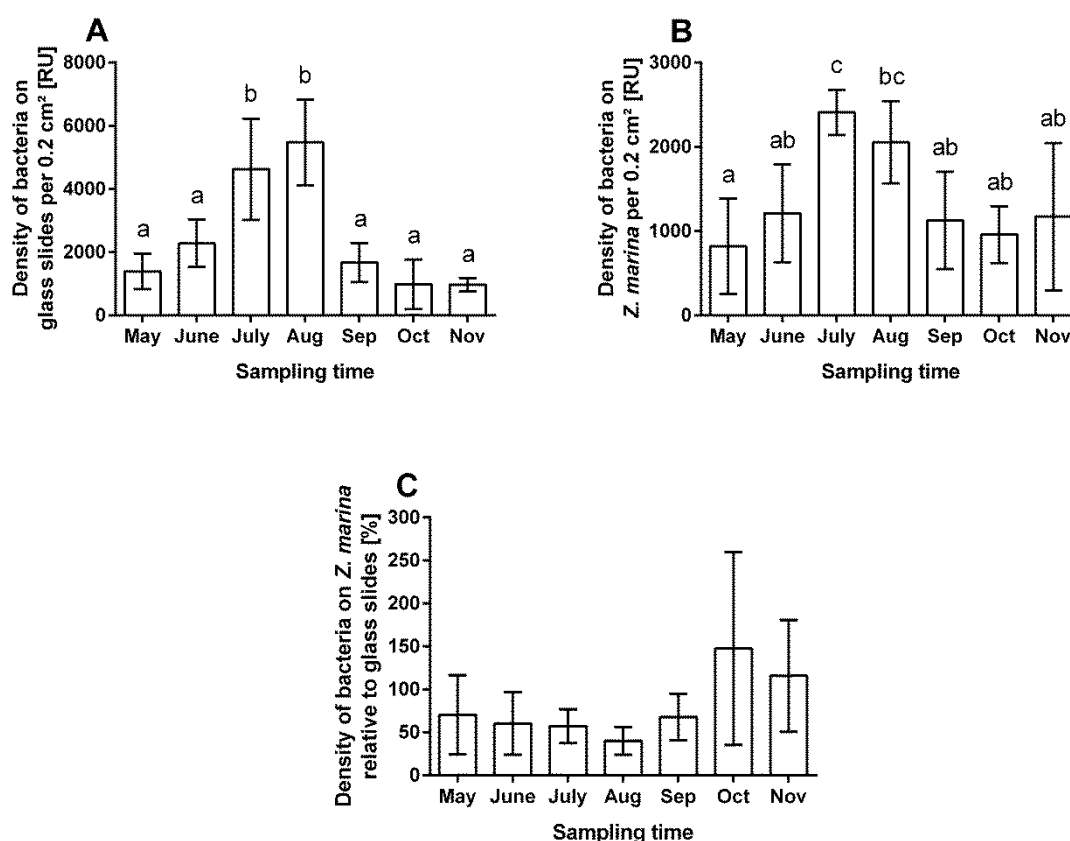 A
Density of bacteria on
glass slides per 0.2 cm² [RU]
8000
6000
4000
2000
0
a
a
b
b
a
a
a
May June July Aug Sep Oct Nov
Sampling time
B
Density of bacteria on
Z. marina per 0.2 cm² [RU]
3000
2000
1000
0
a
ab
c
bc
ab
ab
ab
May June July Aug Sep Oct Nov
Sampling time
C
Density of bacteria on Z. marina
relative to glass slides [%]
300
250
200
150
100
50
0
May June July Aug Sep Oct Nov
Sampling time